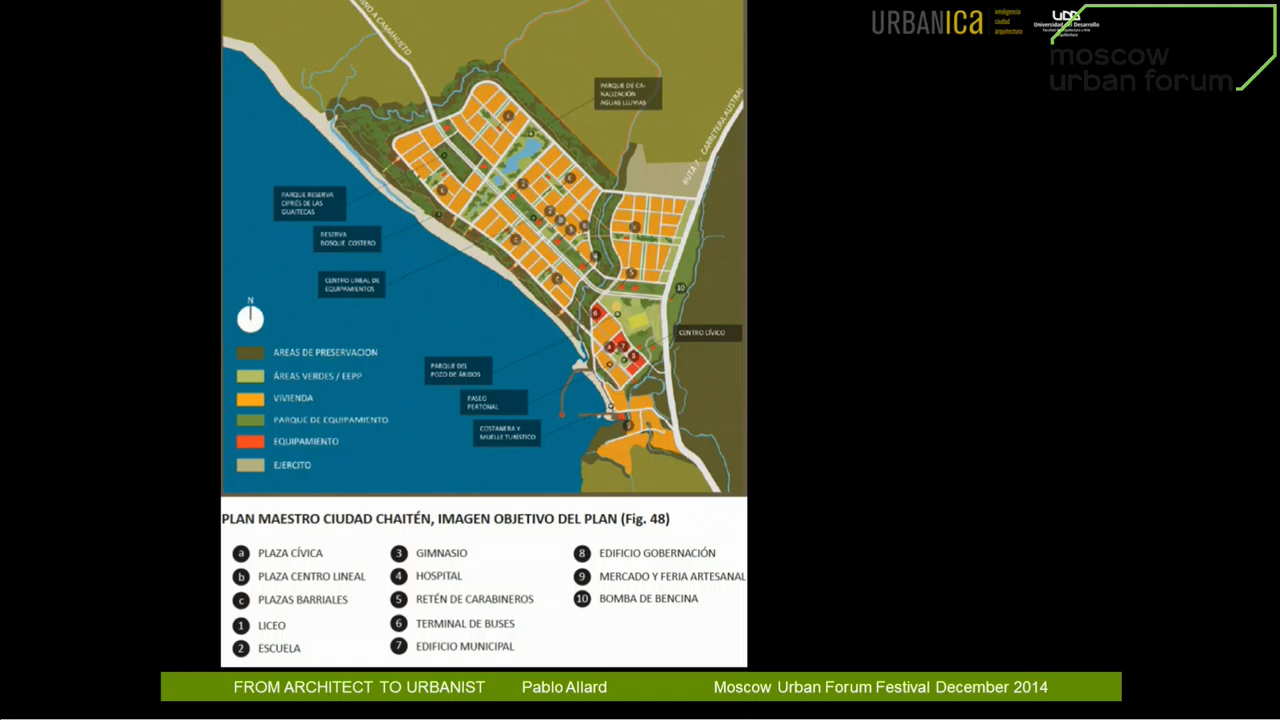 URBANICA
inteligencia
ciudad
arquitectura
UDD
Universidad del Desarrollo
moscow
urban forum
CAMINO A CAMAHUETO
PARQUE DE CA-
NALIZACIÓN
AGUAS LLUVIAS
RUTA 7 - CARRETERA AUSTRAL
PARQUE RESERVA
CIPRÉS DE LAS
GUAITECAS
RESERVA
BOSQUE COSTERO
CENTRO LINEAL DE
EQUIPAMIENTOS
N
CENTRO CÍVICO
PARQUE DEL
POZO DE ÁRIDOS
PASEO
PEATONAL
COSTANERA Y
MUELLE TURÍSTICO
AREAS DE PRESERVACION
ÁREAS VERDES / EEPP
VIVIENDA
PARQUE DE EQUIPAMIENTO
EQUIPAMIENTO
EJERCITO
PLAN MAESTRO CIUDAD CHAITÉN, IMAGEN OBJETIVO DEL PLAN (Fig. 48)
a PLAZA CÍVICA
b PLAZA CENTRO LINEAL
c PLAZAS BARRIALES
1 LICEO
2 ESCUELA
3 GIMNASIO
4 HOSPITAL
5 RETÉN DE CARABINEROS
6 TERMINAL DE BUSES
7 EDIFICIO MUNICIPAL
8 EDIFICIO GOBERNACIÓN
9 MERCADO Y FERIA ARTESANAL
10 BOMBA DE BENCINA
FROM ARCHITECT TO URBANIST Pablo Allard Moscow Urban Forum Festival December 2014